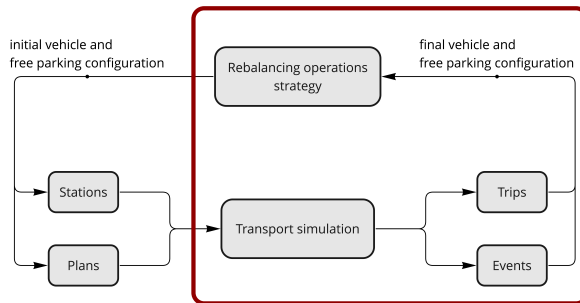 initial vehicle and
free parking configuration
final vehicle and
free parking configuration
Rebalancing operations
strategy
Stations
Trips
Transport simulation
Plans
Events